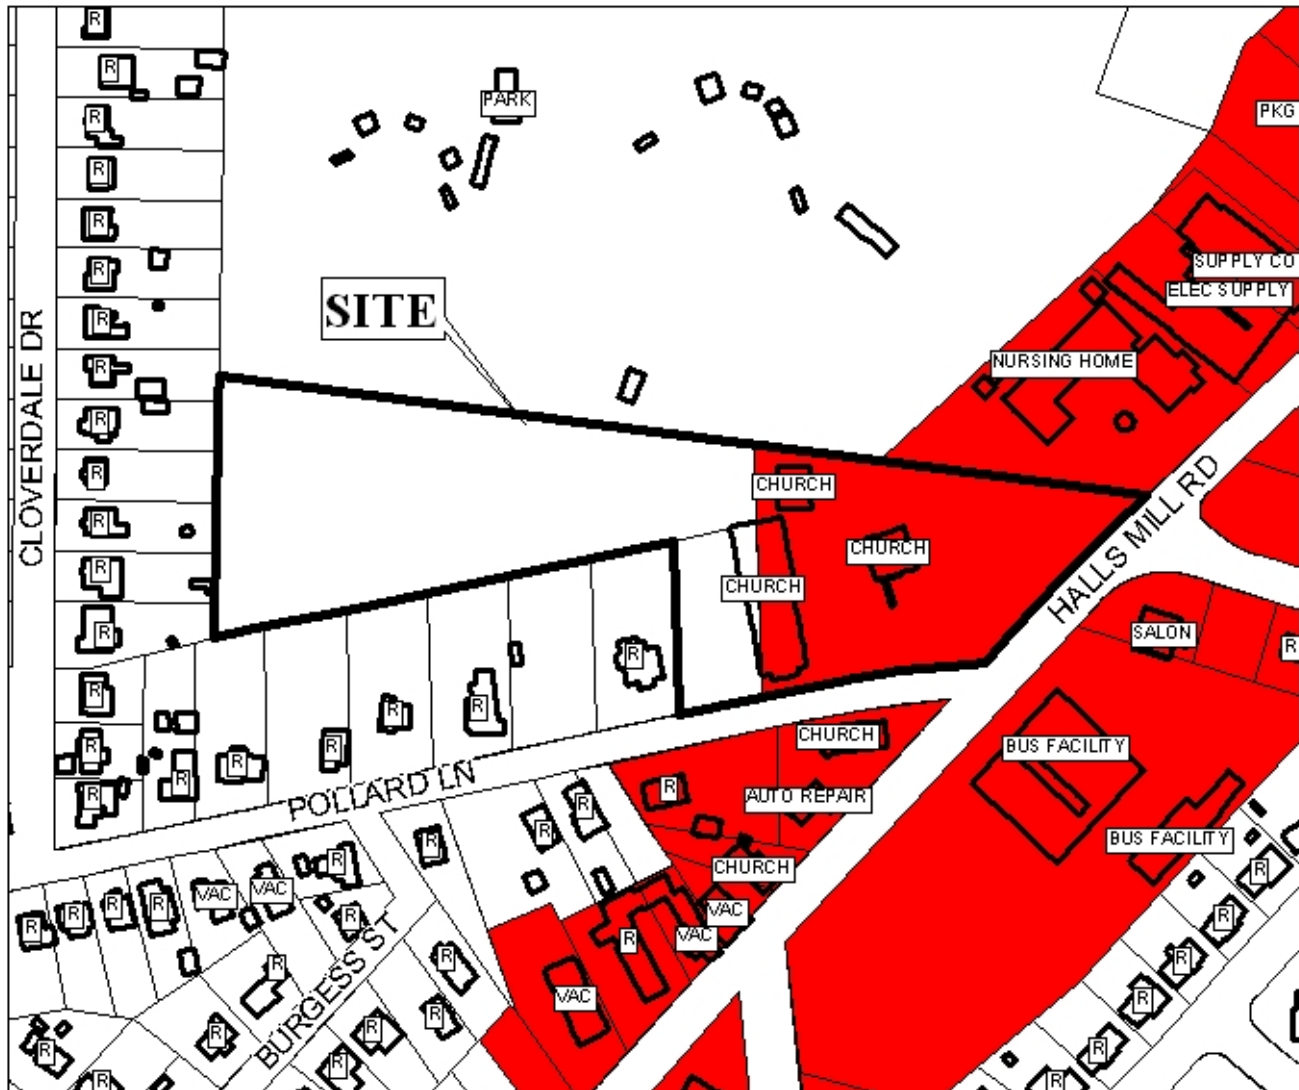 R
R
PARK
PKG
R
R
R
SUPPLY CO
R
ELEC SUPPLY
SITE
R
NURSING HOME
R
R
CLOVERDALE DR
R
CHURCH
R
HALLS MILL RD
CHURCH
R
CHURCH
R
SALON
R
R
R
R
R
R
CHURCH
R
R
BUS FACILITY
R
R
R
R
POLLARD LN
R
AUTO REPAIR
R
R
R
BUS FACILITY
R
CHURCH
R
VAC
VAC
R
R
R
R
R
VAC
R
R
BURGESS ST
R
VAC
R
R
R
R
VAC
R
R
R
R
R
R
R
R
R